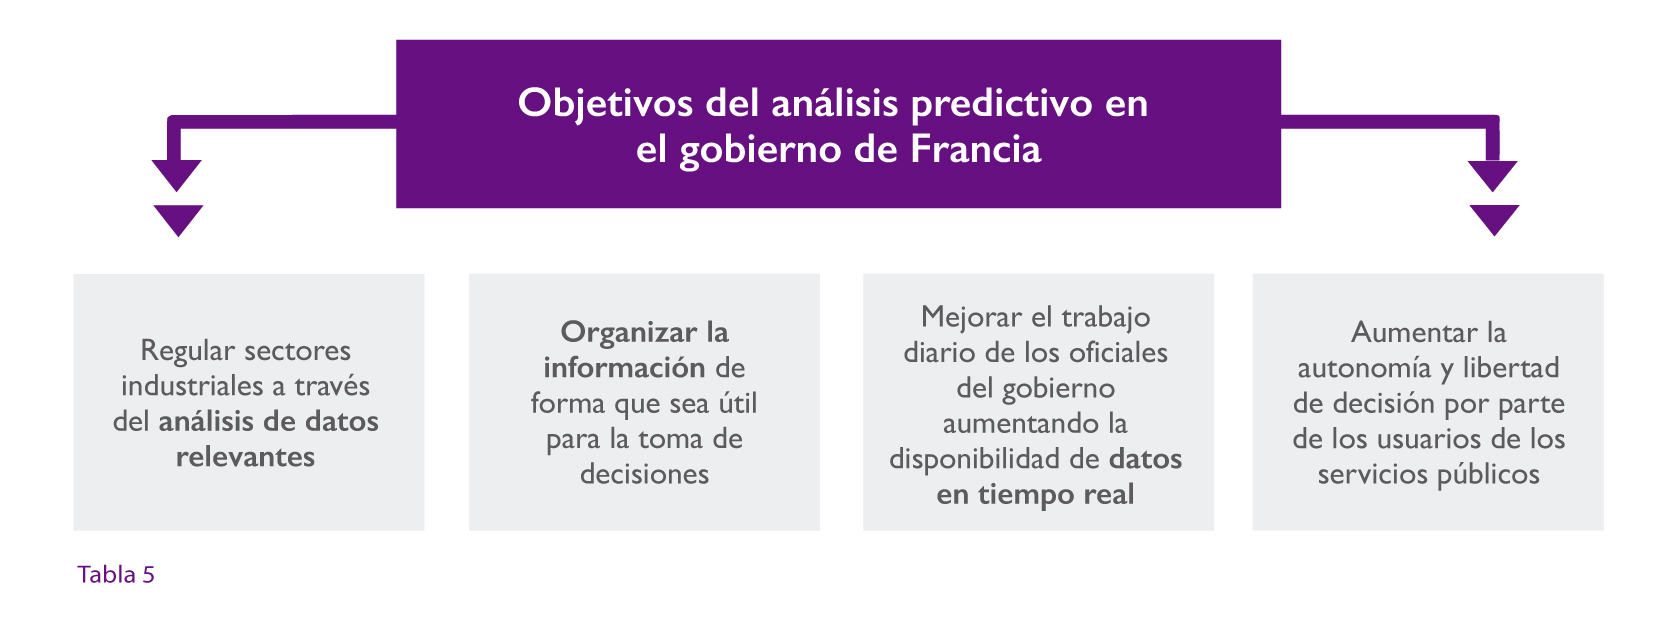 Objetivos del análisis predictivo en
el gobierno de Francia
Regular sectores
industriales a través
del análisis de datos
relevantes
Organizar la
información de
forma que sea útil
para la toma de
decisiones
Mejorar el trabajo
diario de los oficiales
del gobierno
aumentando la
disponibilidad de datos
en tiempo real
Aumentar la
autonomía y libertad
de decisión por parte
de los usuarios de los
servicios públicos
Tabla 5